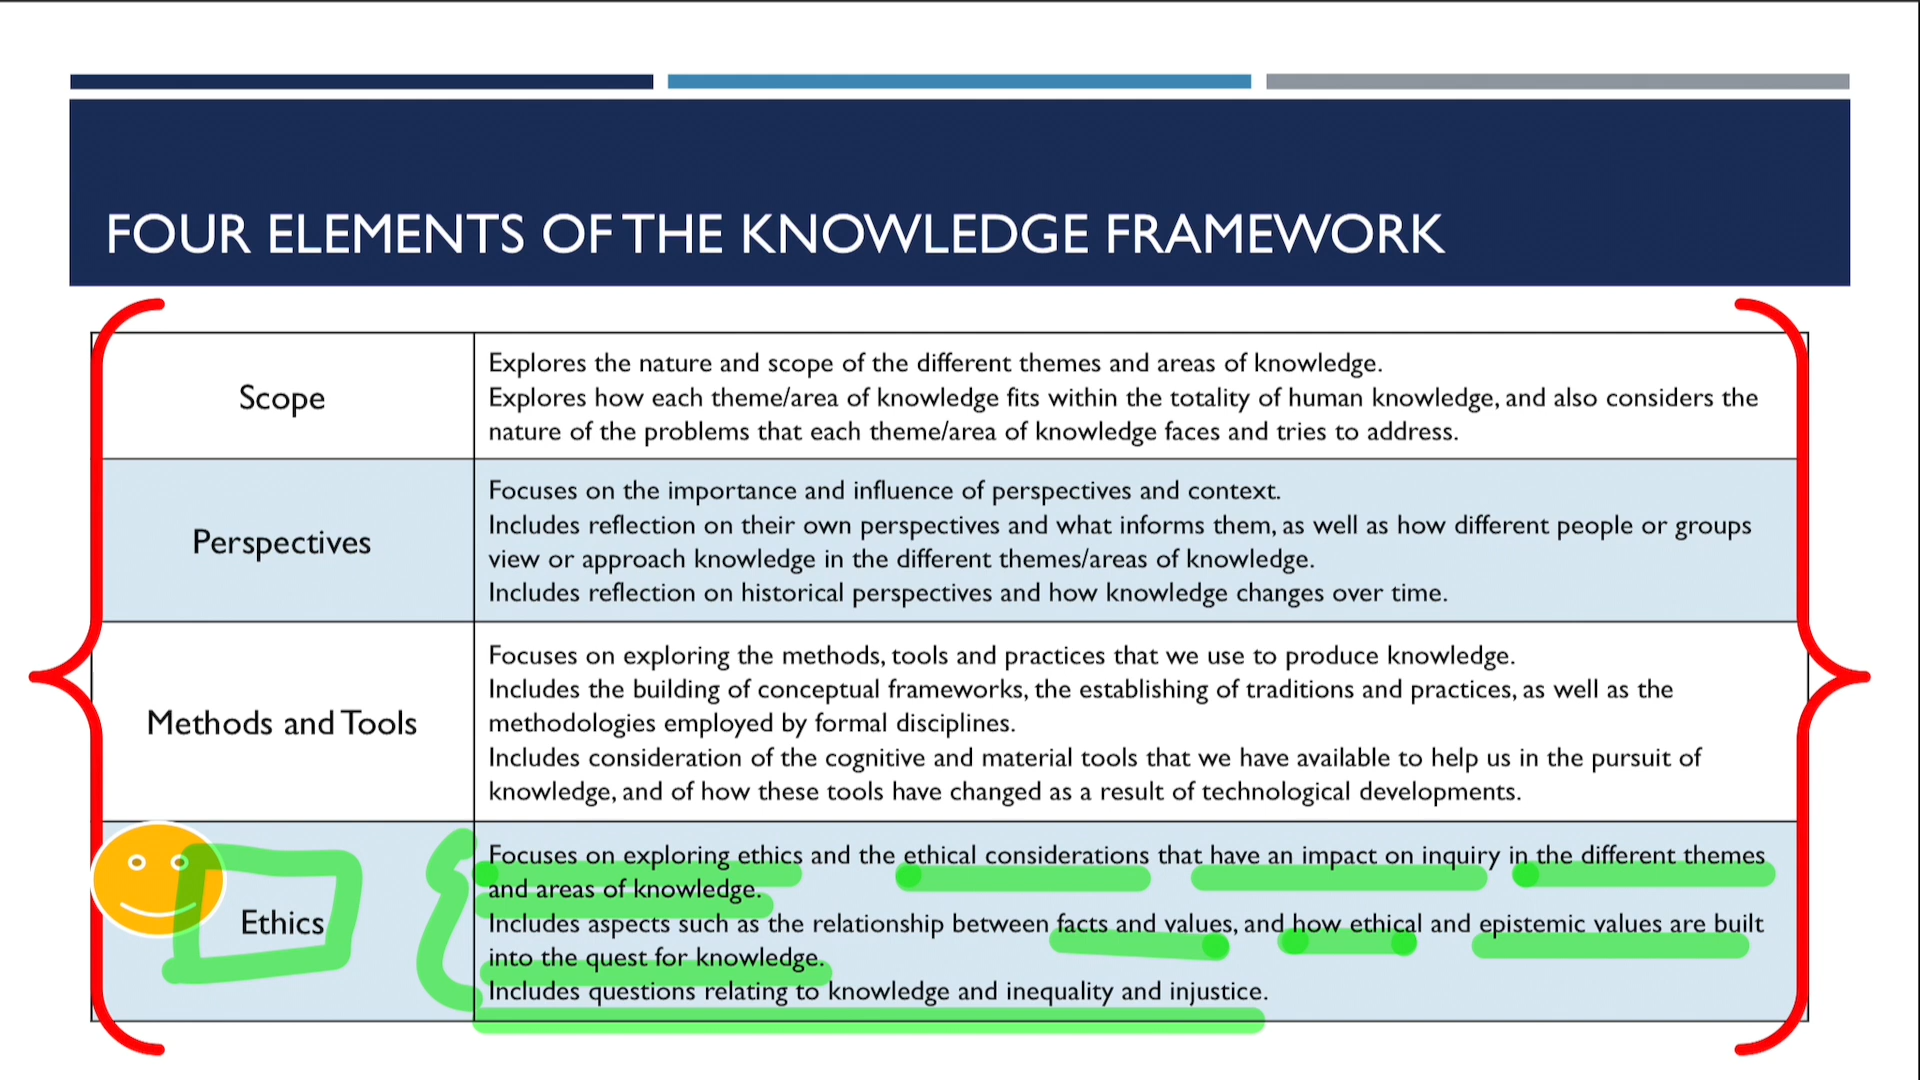 FOUR ELEMENTS OF THE KNOWLEDGE FRAMEWORK
Scope
Explores the nature and scope of the different themes and areas of knowledge.
Explores how each theme/area of knowledge fits within the totality of human knowledge, and also considers the
nature of the problems that each theme/area of knowledge faces and tries to address.
Perspectives
Focuses on the importance and influence of perspectives and context.
Includes reflection on their own perspectives and what informs them, as well as how different people or groups
view or approach knowledge in the different themes/areas of knowledge.
Includes reflection on historical perspectives and how knowledge changes over time.
Methods and Tools
Focuses on exploring the methods, tools and practices that we use to produce knowledge.
Includes the building of conceptual frameworks, the establishing of traditions and practices, as well as the
methodologies employed by formal disciplines.
Includes consideration of the cognitive and material tools that we have available to help us in the pursuit of
knowledge, and of how these tools have changed as a result of technological developments.
Ethics
Focuses on exploring ethics and the ethical considerations that have an impact on inquiry in the different themes
and areas of knowledge.
Includes aspects such as the relationship between facts and values, and how ethical and epistemic values are built
into the quest for knowledge.
Includes questions relating to knowledge and inequality and injustice.